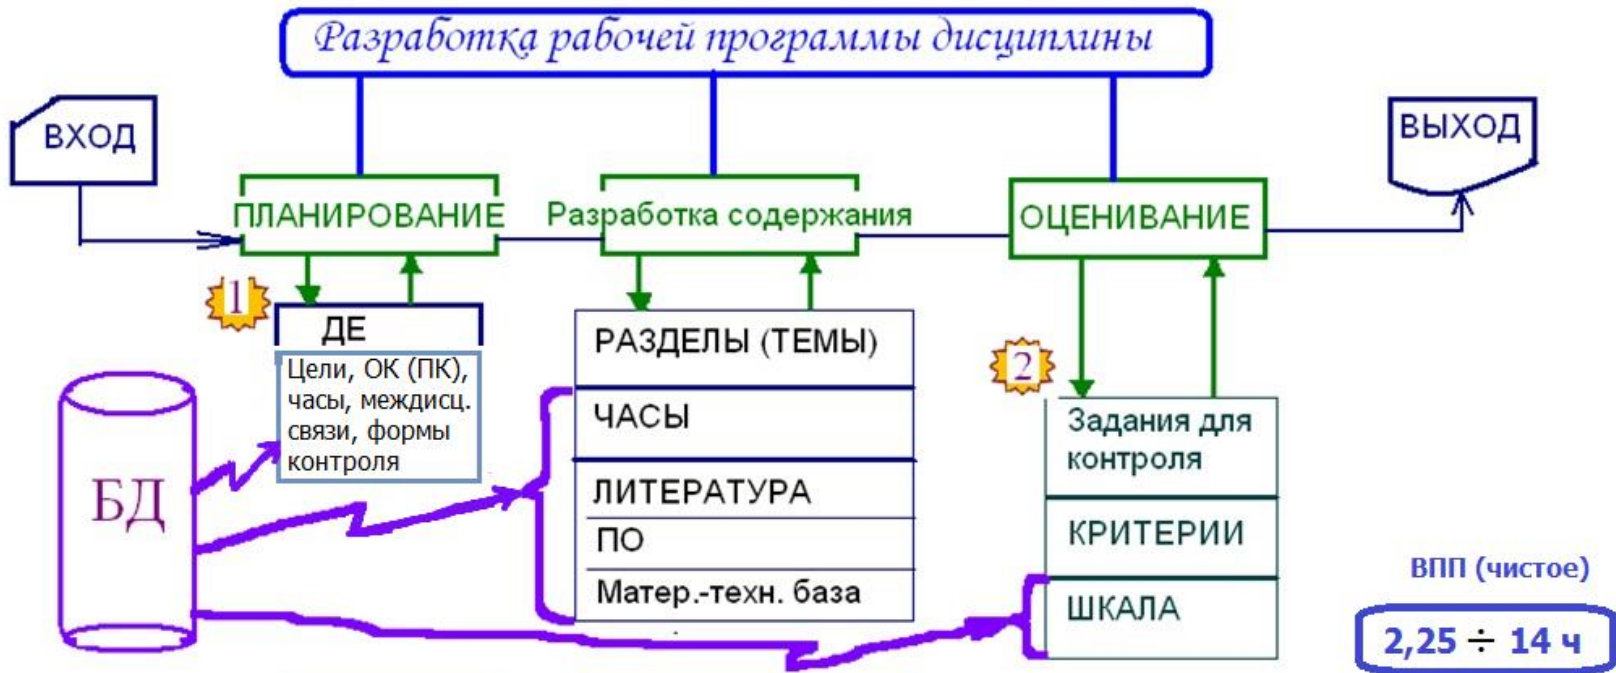 Разработка рабочей программы дисциплины
ВХОД
ВЫХОД
ПЛАНИРОВАНИЕ
Разработка содержания
ОЦЕНИВАНИЕ
1
ДЕ
Цели, ОК (ПК),
часы, междисц.
связи, формы
контроля
БД
РАЗДЕЛЫ (ТЕМЫ)
ЧАСЫ
ЛИТЕРАТУРА
ПО
Матер.-техн. база
2
Задания для
контроля
КРИТЕРИИ
ШКАЛА
ВПП (чистое)
2,25 ÷ 14 ч